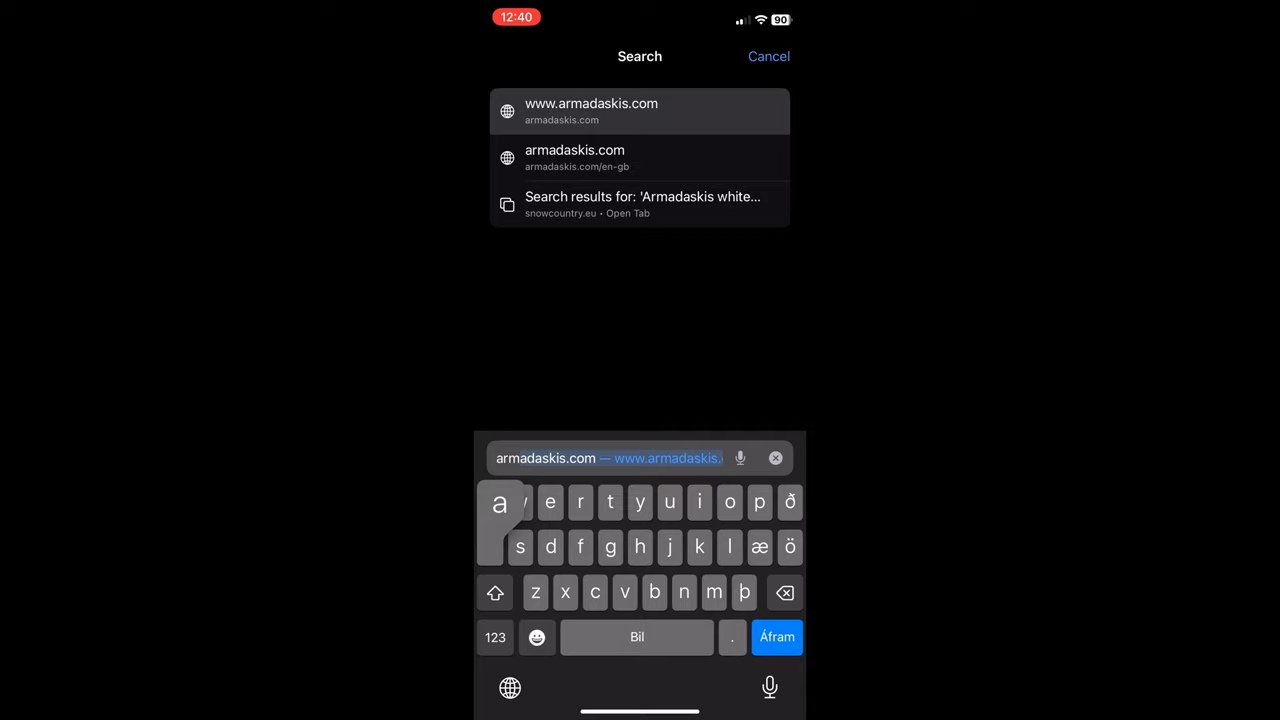 12:40
90
Search
Cancel
www.armadaskis.com
armadaskis.com
armadaskis.com
armadaskis.com/en-gb
Search results for: 'Armadaskis white...
snowcountry.eu • Open Tab
armadaskis.com — www.armadaskis.
a e r t y u i o p ð
s d f g h j k l æ ö
z x c v b n m þ
123
Bil
.
Áfram